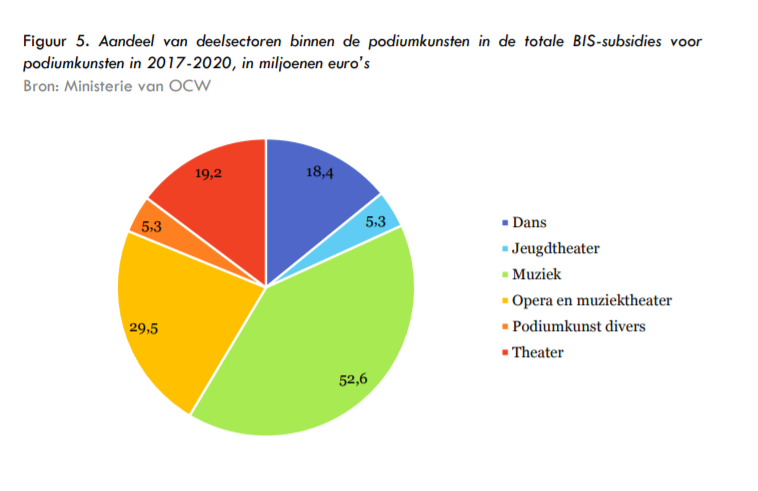 Figuur 5. Aandeel van deelsectoren binnen de podiumkunsten in de totale BIS-subsidies voor
podiumkunsten in 2017-2020, in miljoenen euro's
Bron: Ministerie van OCW
19,2
18,4
5,3
5,3
29,5
52,6
Dans
Jeugdtheater
Muziek
Opera en muziektheater
Podiumkunst divers
Theater